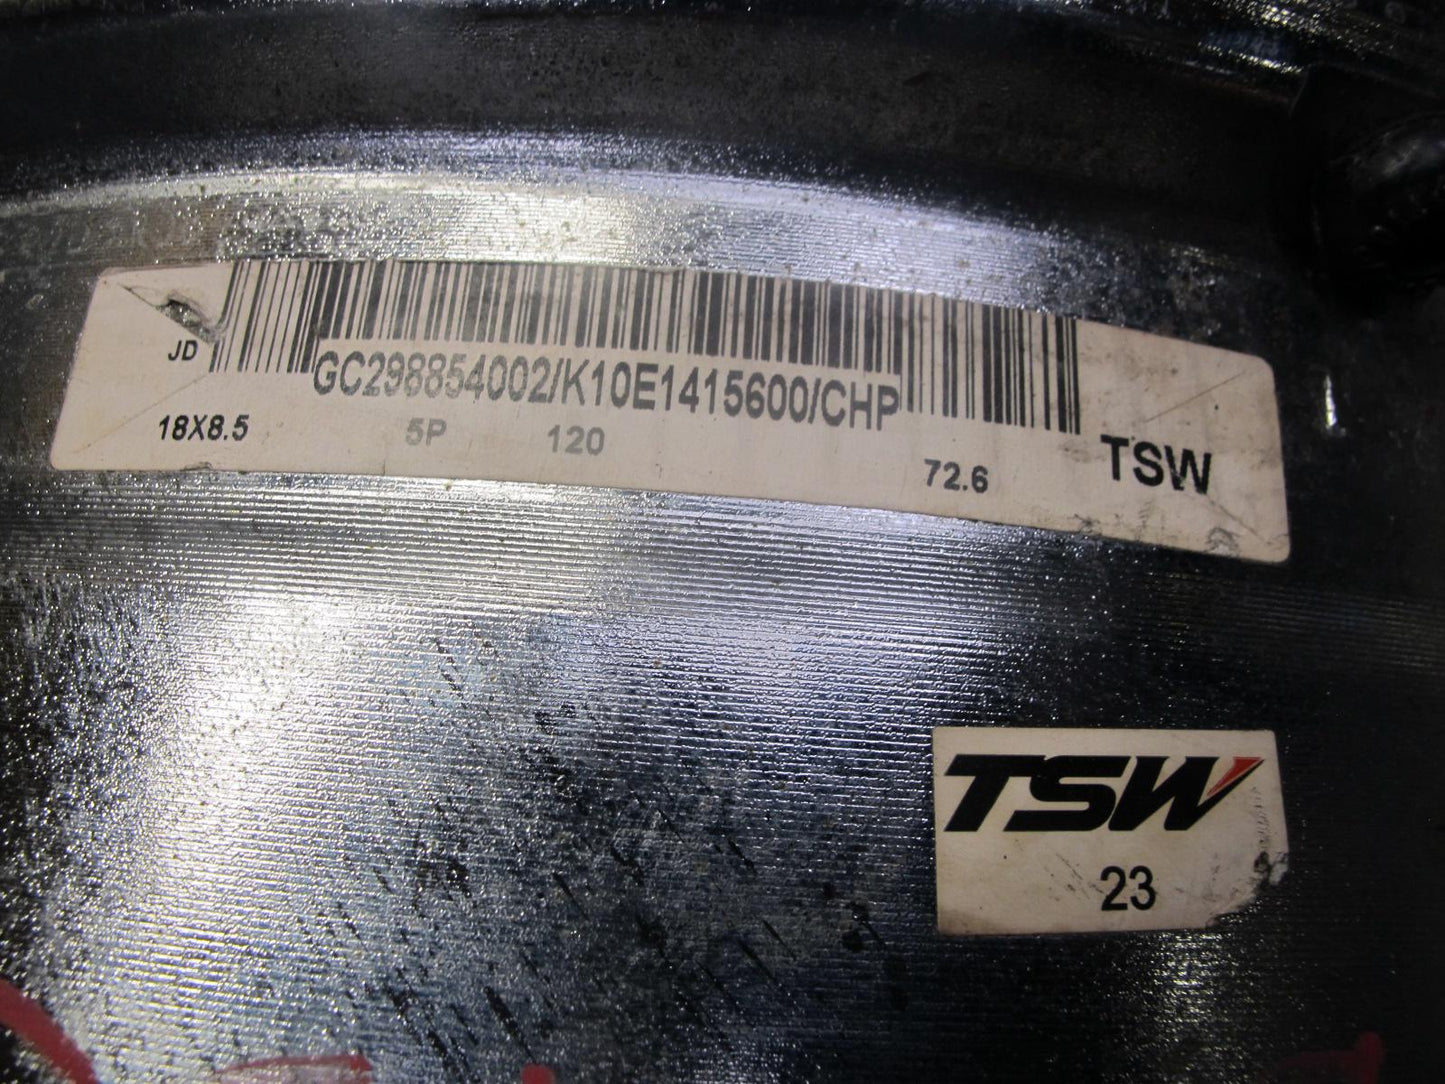 JD
GC298854002/K10E1415600/CHP
18X8.5 5P 120 72.6 TSW
TSW
23